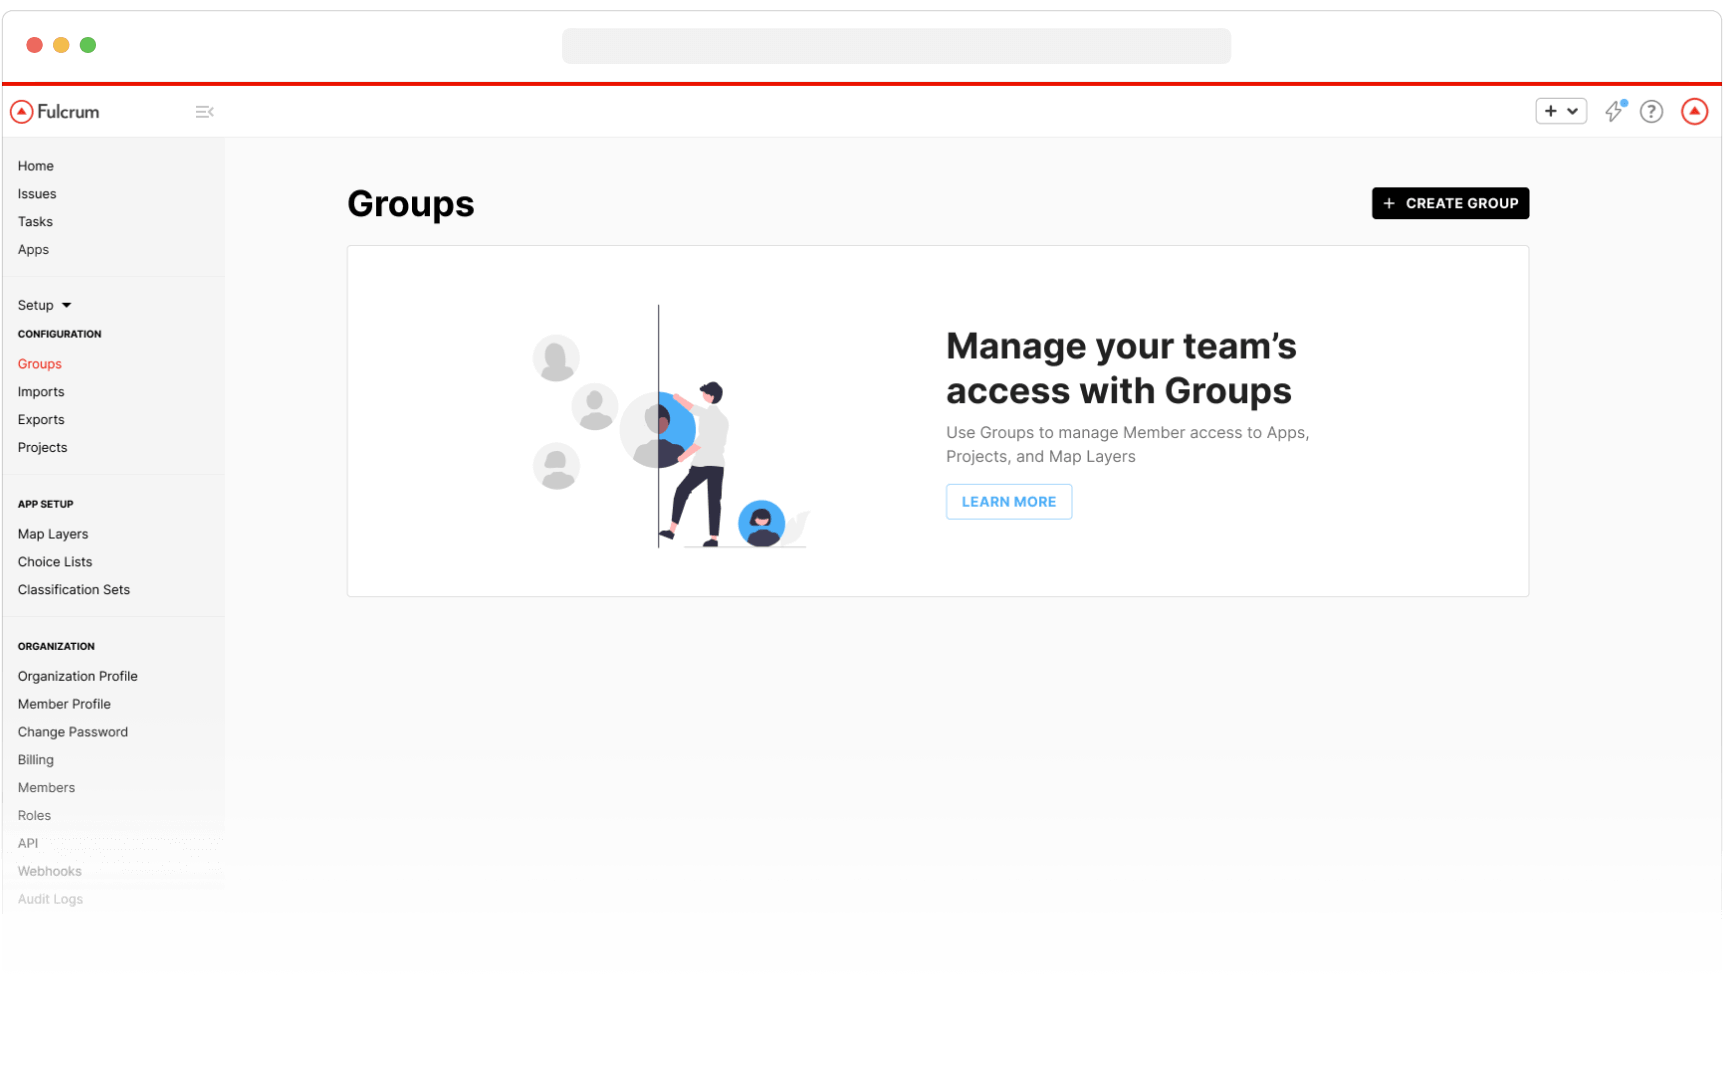 Fulcrum
Home
Issues
Tasks
Apps
Setup
CONFIGURATION
Groups
Imports
Exports
Projects
APP SETUP
Map Layers
Choice Lists
Classification Sets
ORGANIZATION
Organization Profile
Member Profile
Change Password
Billing
Members
Roles
API
Webhooks
Audit Logs
Groups
+ CREATE GROUP
Manage your team’s
access with Groups
Use Groups to manage Member access to Apps,
Projects, and Map Layers
LEARN MORE